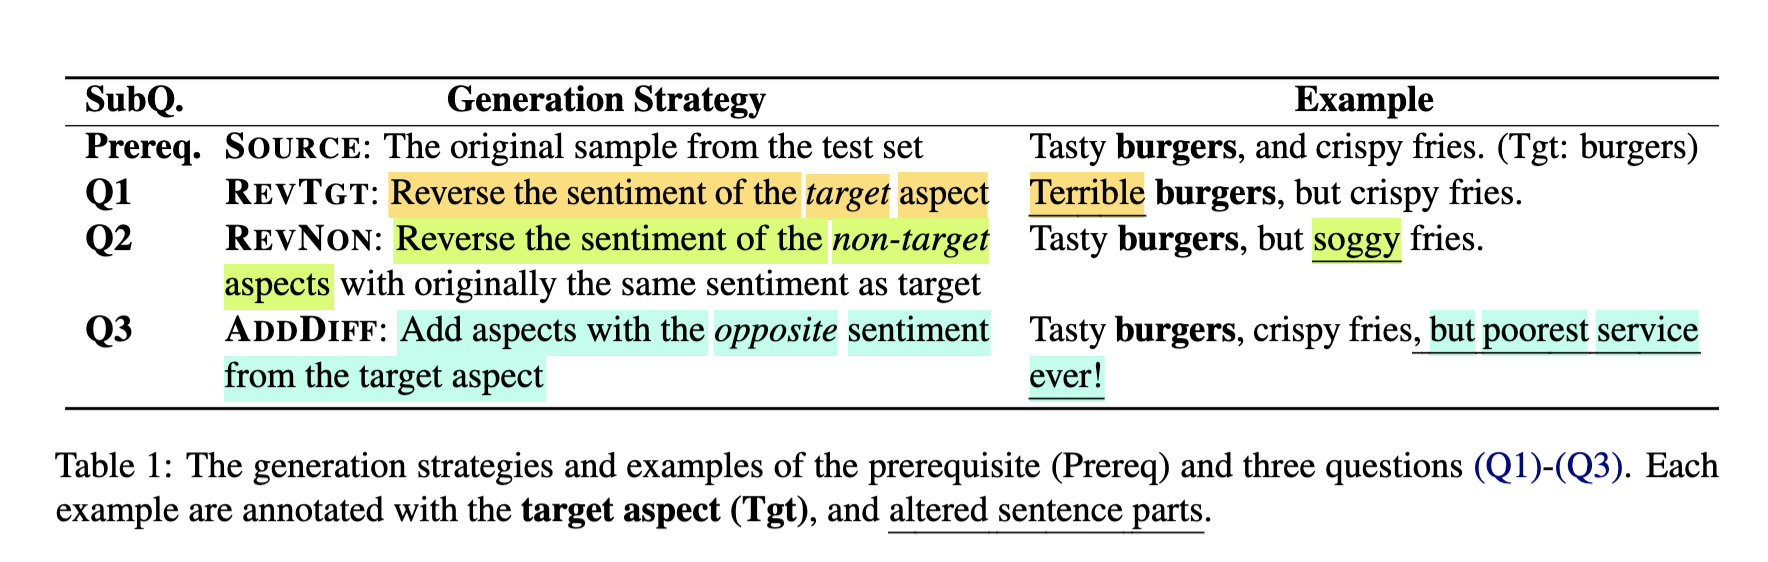 SubQ. Generation Strategy Example
Prereq. SOURCE: The original sample from the test set Tasty burgers, and crispy fries. (Tgt: burgers)
Q1 REVTGT: Reverse the sentiment of the target aspect Terrible burgers, but crispy fries.
Q2 REVNON: Reverse the sentiment of the non-target Tasty burgers, but soggy fries.
aspects with originally the same sentiment as target
Q3 ADDDIFF: Add aspects with the opposite sentiment Tasty burgers, crispy fries, but poorest service
from the target aspect ever!
Table 1: The generation strategies and examples of the prerequisite (Prereq) and three questions (Q1)-(Q3). Each
example are annotated with the target aspect (Tgt), and altered sentence parts.